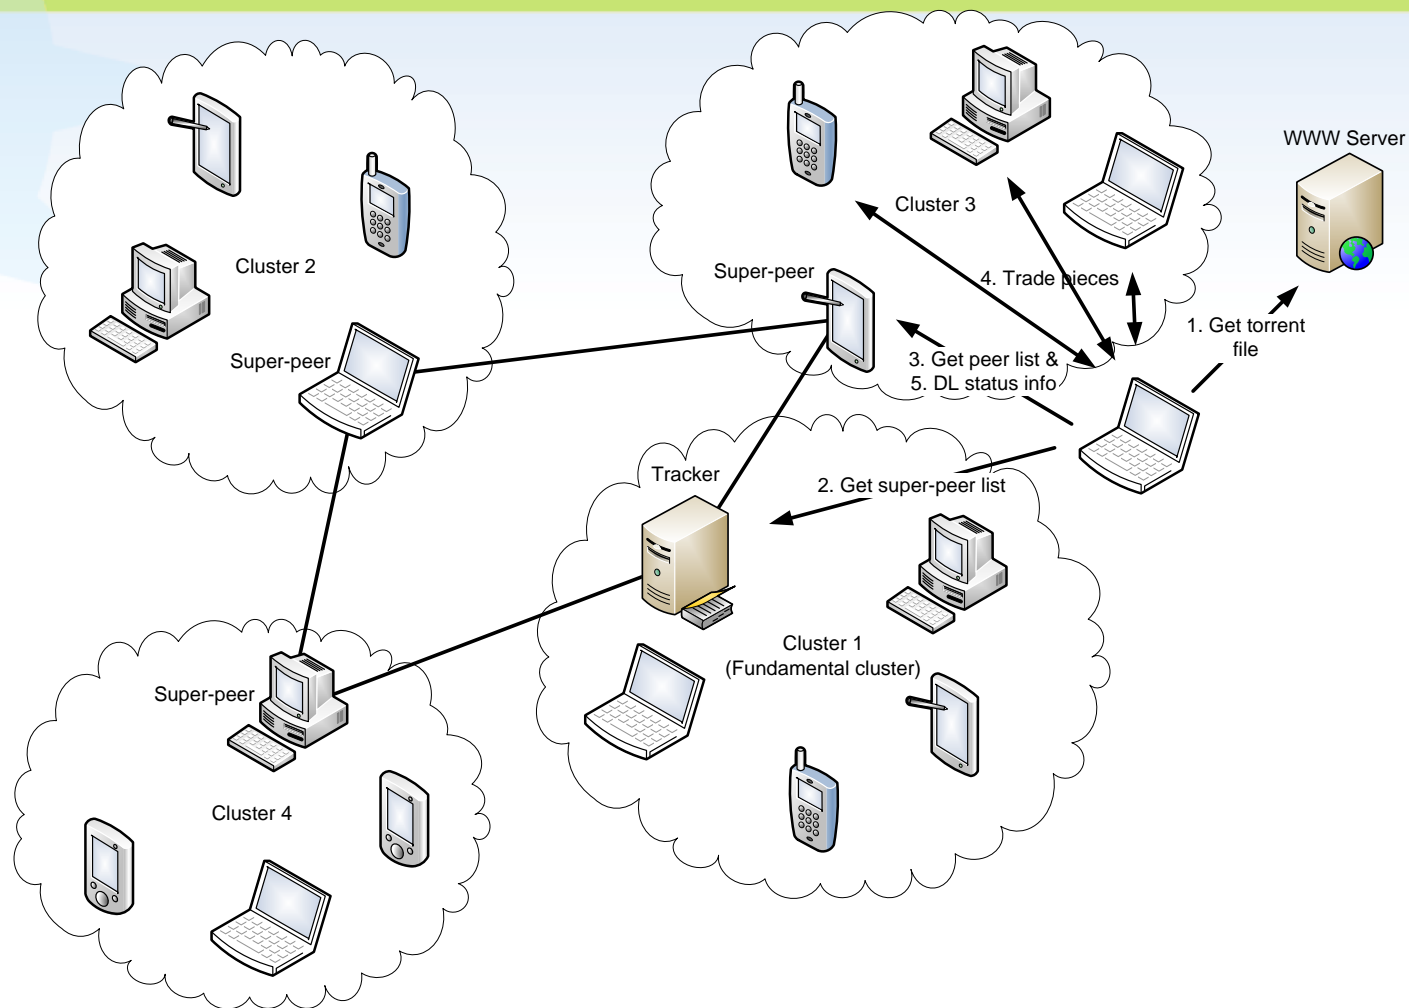 WWW Server
Cluster 3
Cluster 2
Super-peer
4. Trade pieces
1. Get torrent
file
Super-peer
3. Get peer list &
5. DL status info
Tracker
2. Get super-peer list
Cluster 1
(Fundamental cluster)
Super-peer
Cluster 4